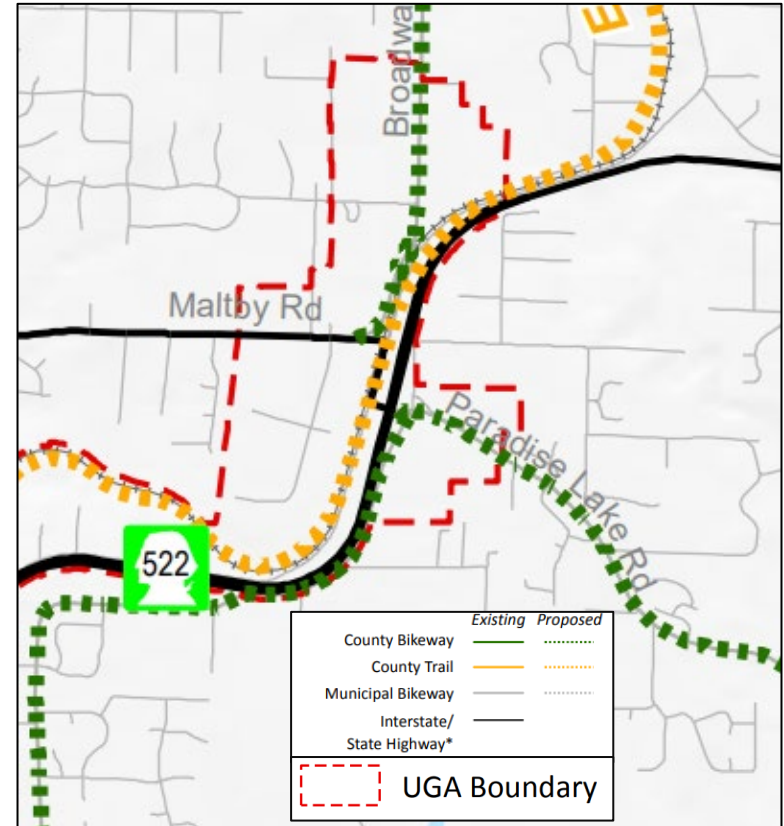 Broadwa
E
Maltby Rd
Paradise Lake Rd
522
Existing Proposed
County Bikeway
County Trail
Municipal Bikeway
Interstate/
State Highway*
UGA Boundary